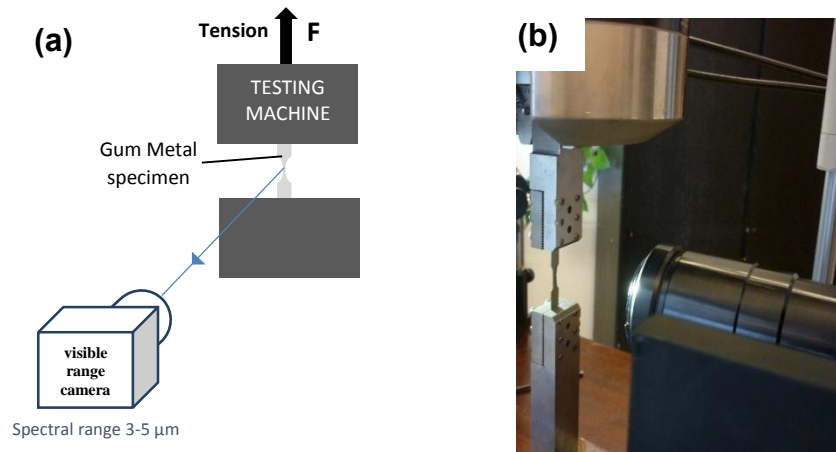 (a)
Tension F
TESTING
MACHINE
Gum Metal
specimen
visible
range
camera
Spectral range 3-5 μm
(b)